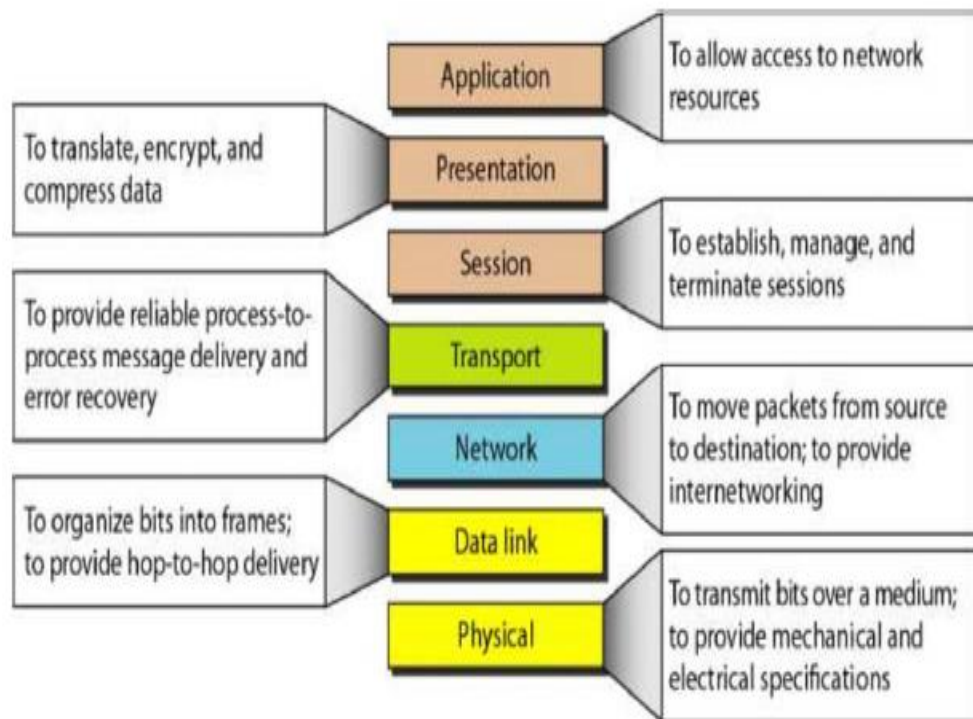 Application
To allow access to network
resources
To translate, encrypt, and
compress data
Presentation
Session
To establish, manage, and
terminate sessions
To provide reliable process-to-
process message delivery and
error recovery
Transport
Network
To move packets from source
to destination; to provide
internetworking
To organize bits into frames;
to provide hop-to-hop delivery
Data link
Physical
To transmit bits over a medium;
to provide mechanical and
electrical specifications